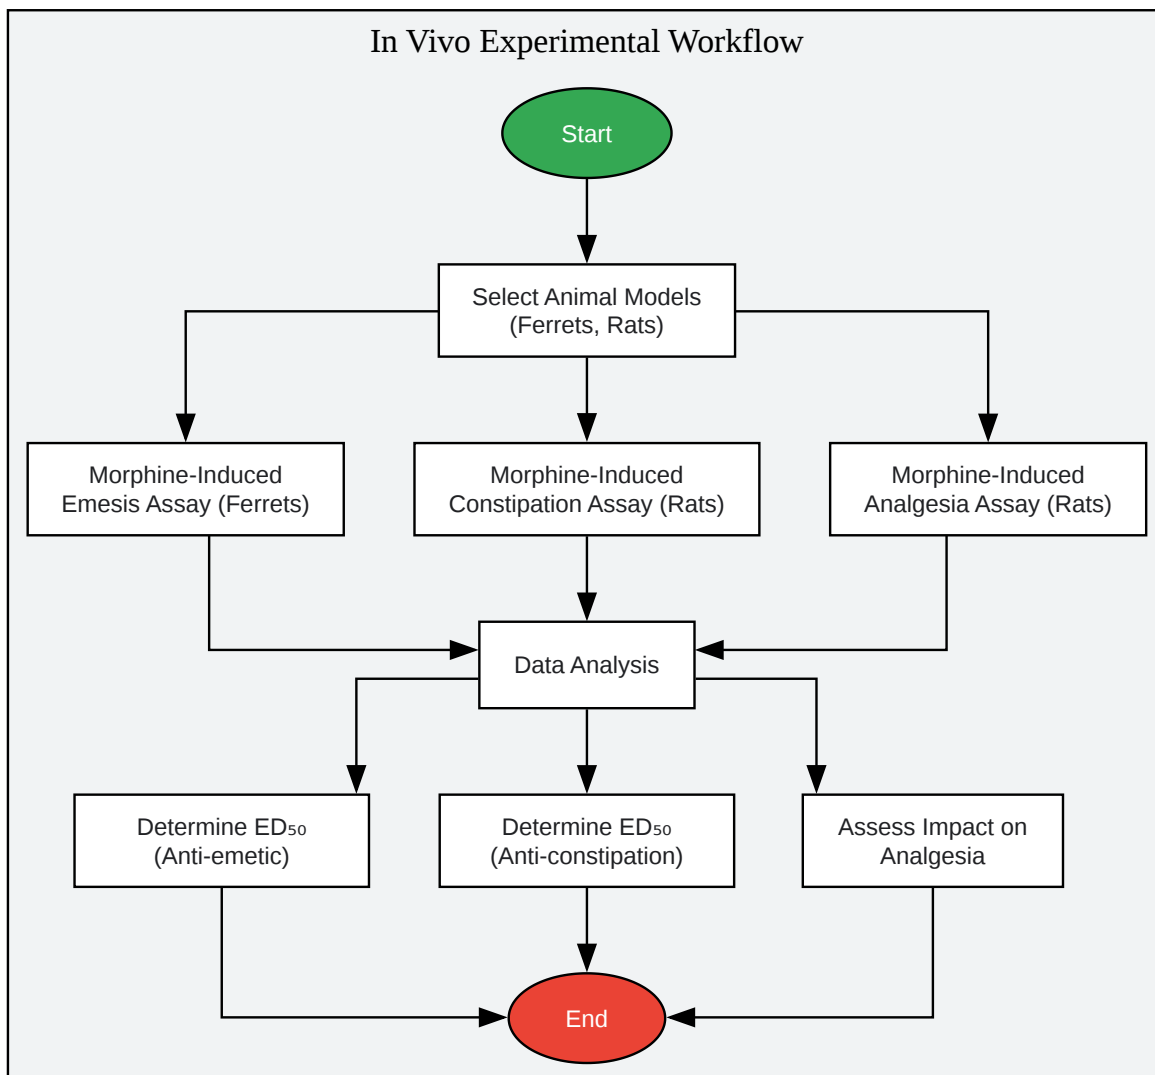 In Vivo Experimental Workflow
Start
Select Animal Models
(Ferrets, Rats)
Morphine-Induced
Emesis Assay (Ferrets)
Morphine-Induced
Constipation Assay (Rats)
Morphine-Induced
Analgesia Assay (Rats)
Data Analysis
Determine ED₅₀
(Anti-emetic)
Determine ED₅₀
(Anti-constipation)
Assess Impact on
Analgesia
End